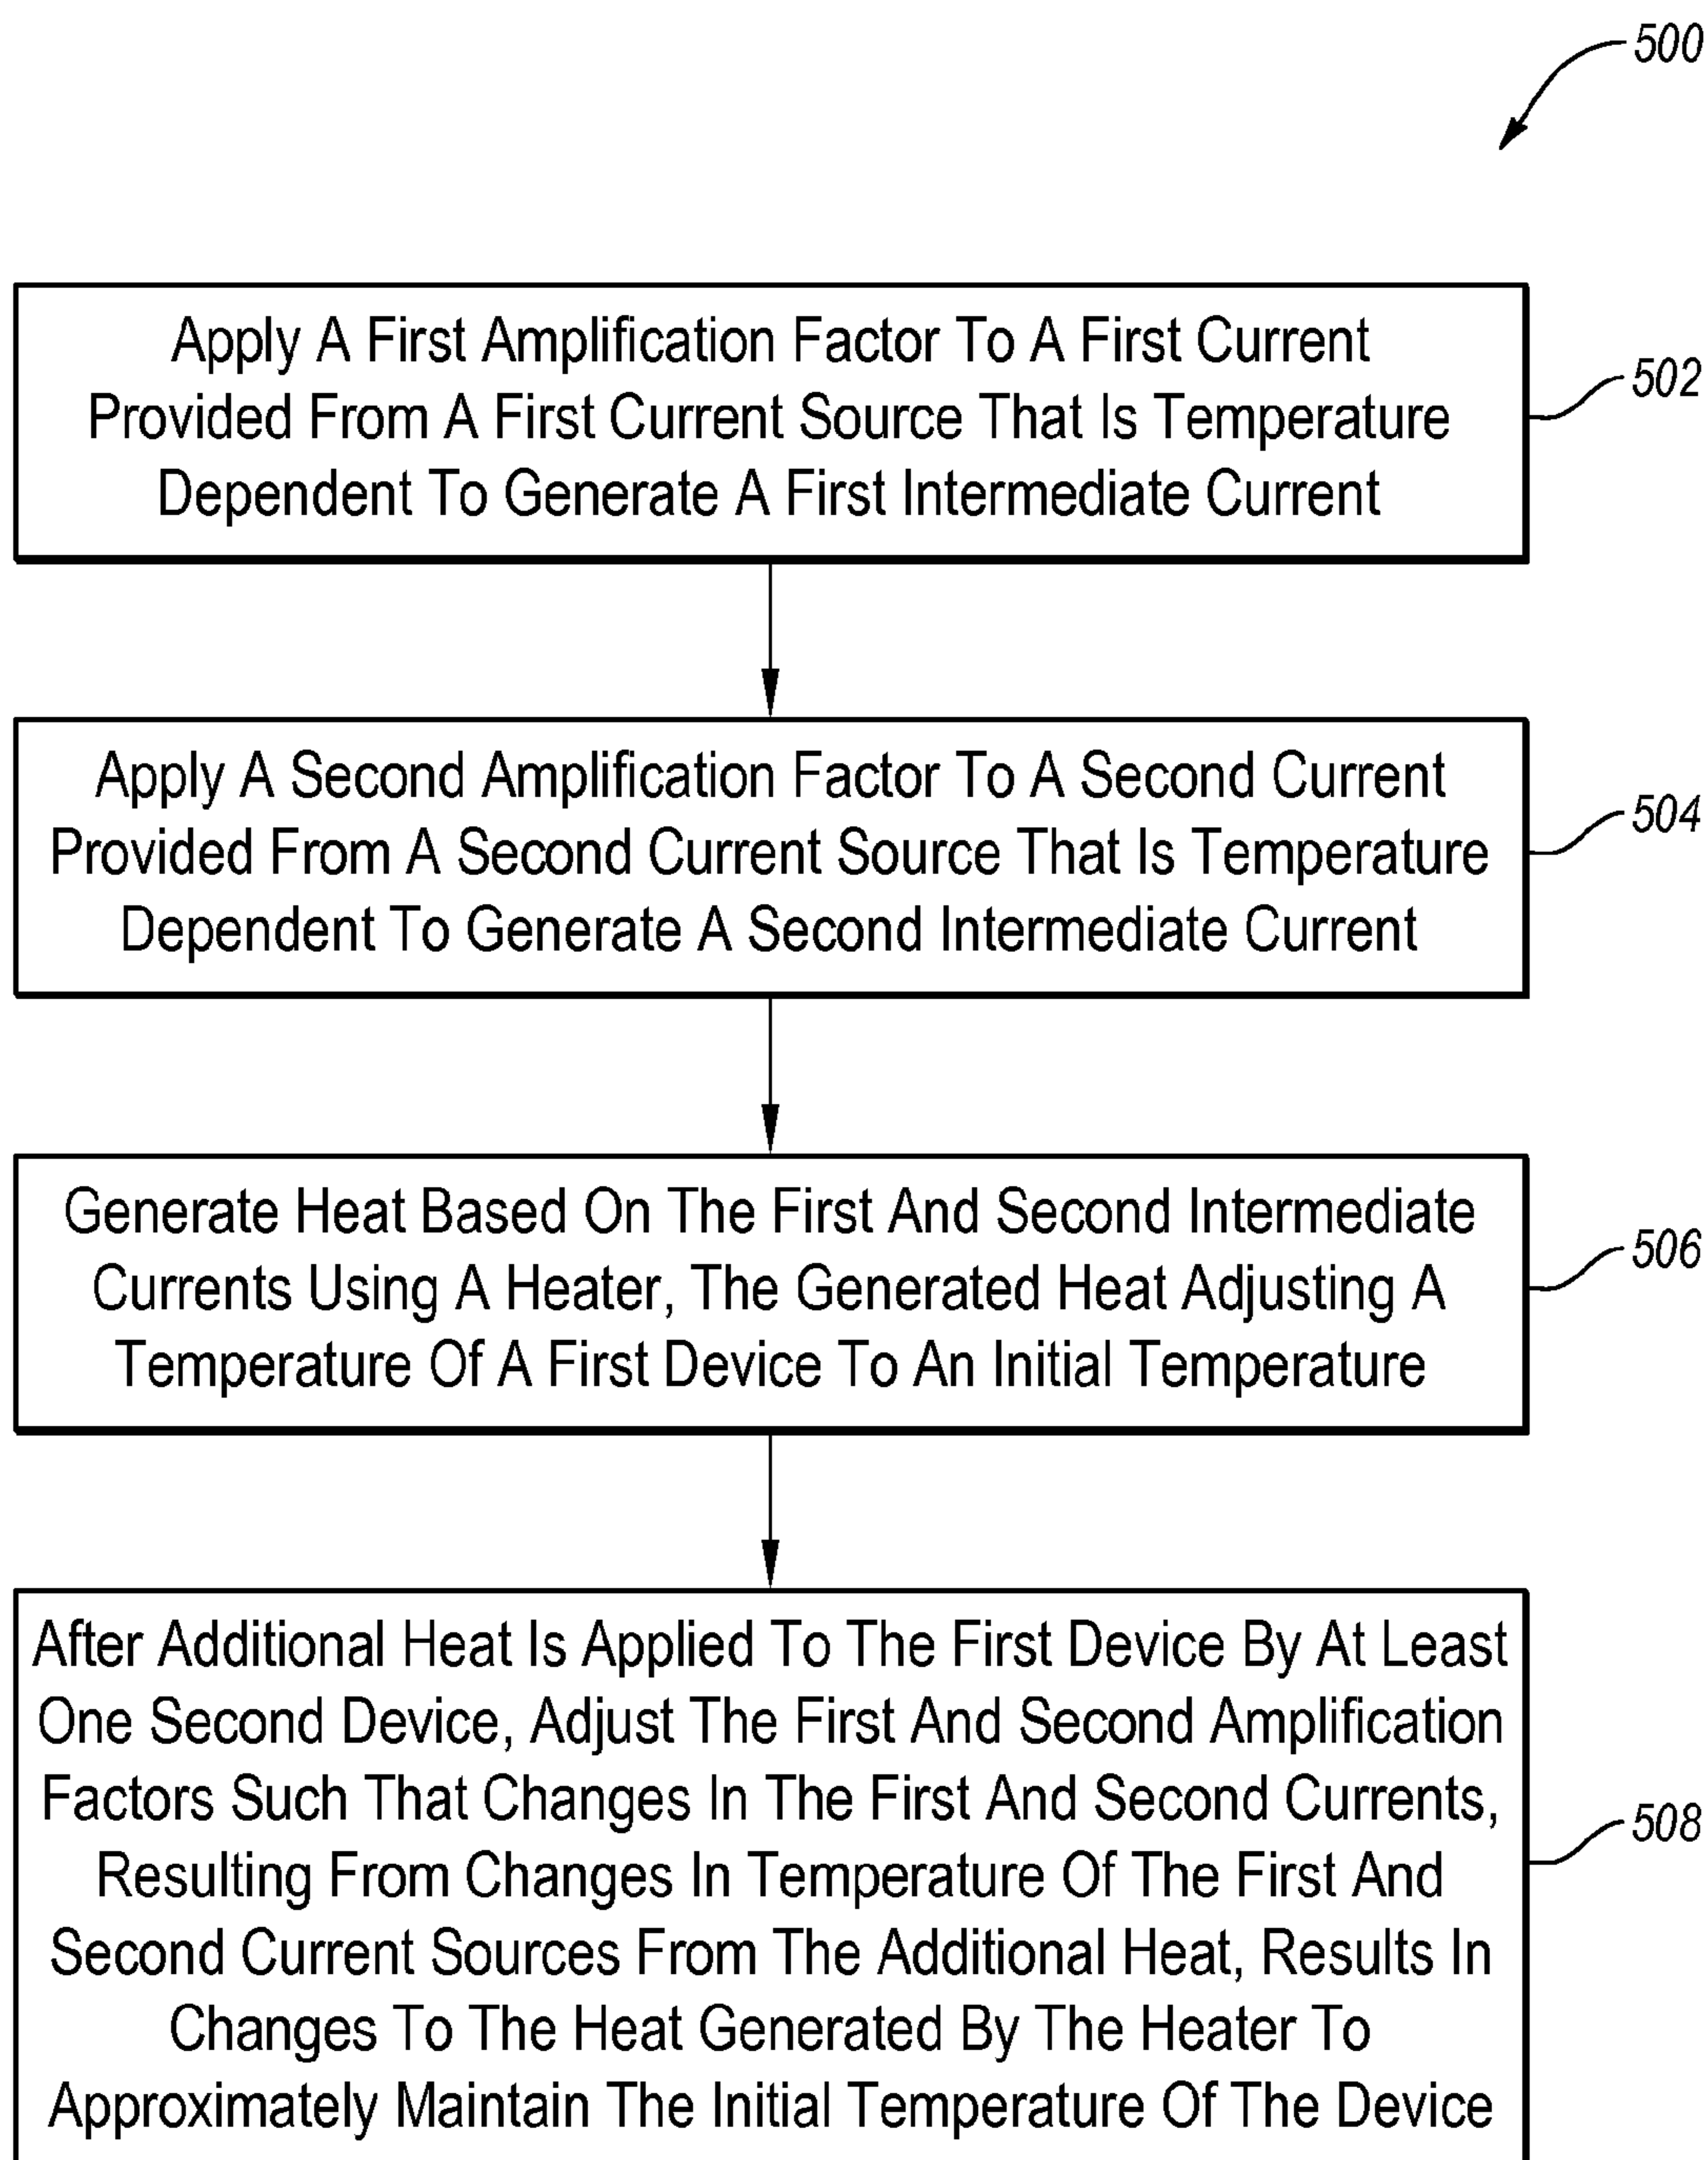 500
Apply A First Amplification Factor To A First Current
Provided From A First Current Source That Is Temperature
Dependent To Generate A First Intermediate Current
502
Apply A Second Amplification Factor To A Second Current
Provided From A Second Current Source That Is Temperature
Dependent To Generate A Second Intermediate Current
504
Generate Heat Based On The First And Second Intermediate
Currents Using A Heater, The Generated Heat Adjusting A
Temperature Of A First Device To An Initial Temperature
506
After Additional Heat Is Applied To The First Device By At Least
One Second Device, Adjust The First And Second Amplification
Factors Such That Changes In The First And Second Currents,
Resulting From Changes In Temperature Of The First And
Second Current Sources From The Additional Heat, Results In
Changes To The Heat Generated By The Heater To
Approximately Maintain The Initial Temperature Of The Device
508